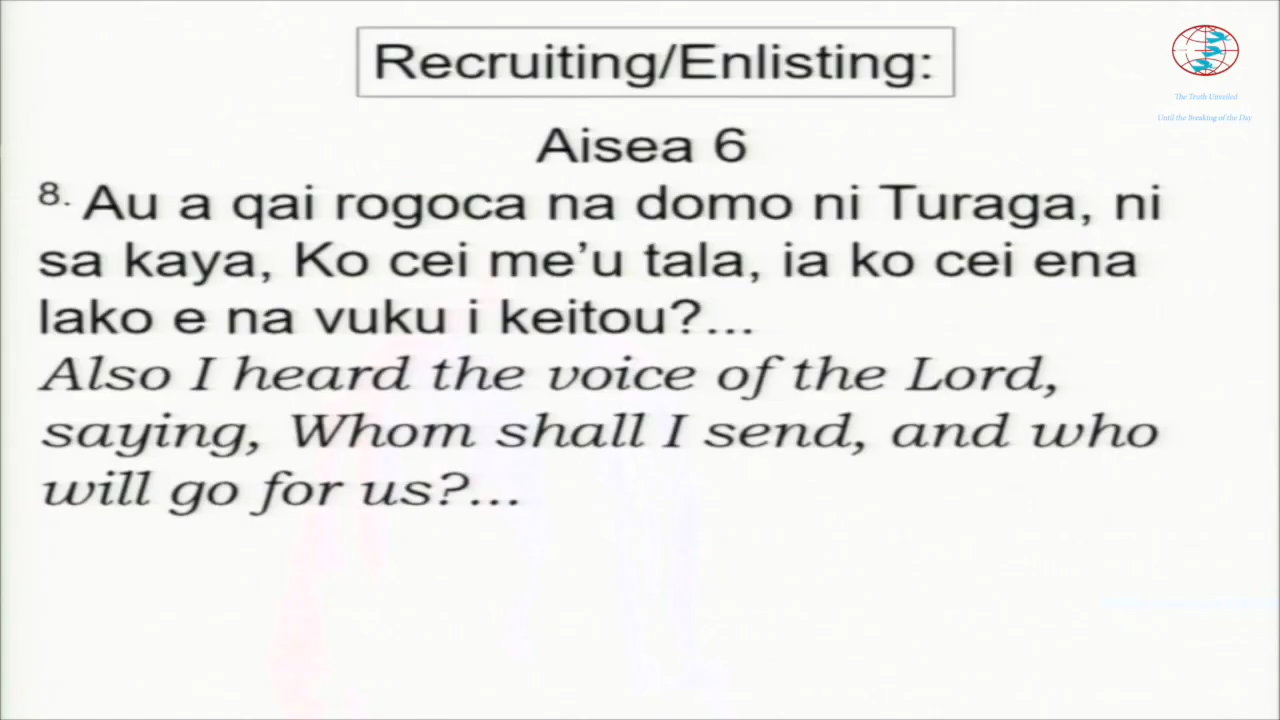 Recruiting/Enlisting:
The Truth Unveiled
Until the Breaking of the Day
Aisea 6
8. Au a qai rogoca na domo ni Turaga, ni
sa kaya, Ko cei me’u tala, ia ko cei ena
lako e na vuku i keitou?...
Also I heard the voice of the Lord,
saying, Whom shall I send, and who
will go for us?...